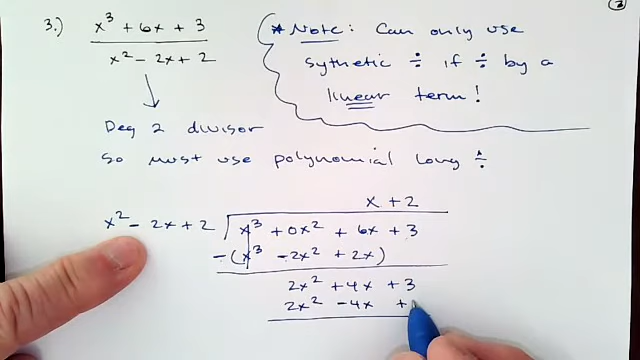 3.) x³ + 6x + 3
x² - 2x + 2
* Note: Can only use
sythetic ÷ if ÷ by a
linear term!
Deg 2 divisor
So must use polynomial long ÷
x + 2
x² - 2x + 2 x³ + 0x² + 6x + 3
-(x³ - 2x² + 2x)
2x² + 4x + 3
2x² - 4x +